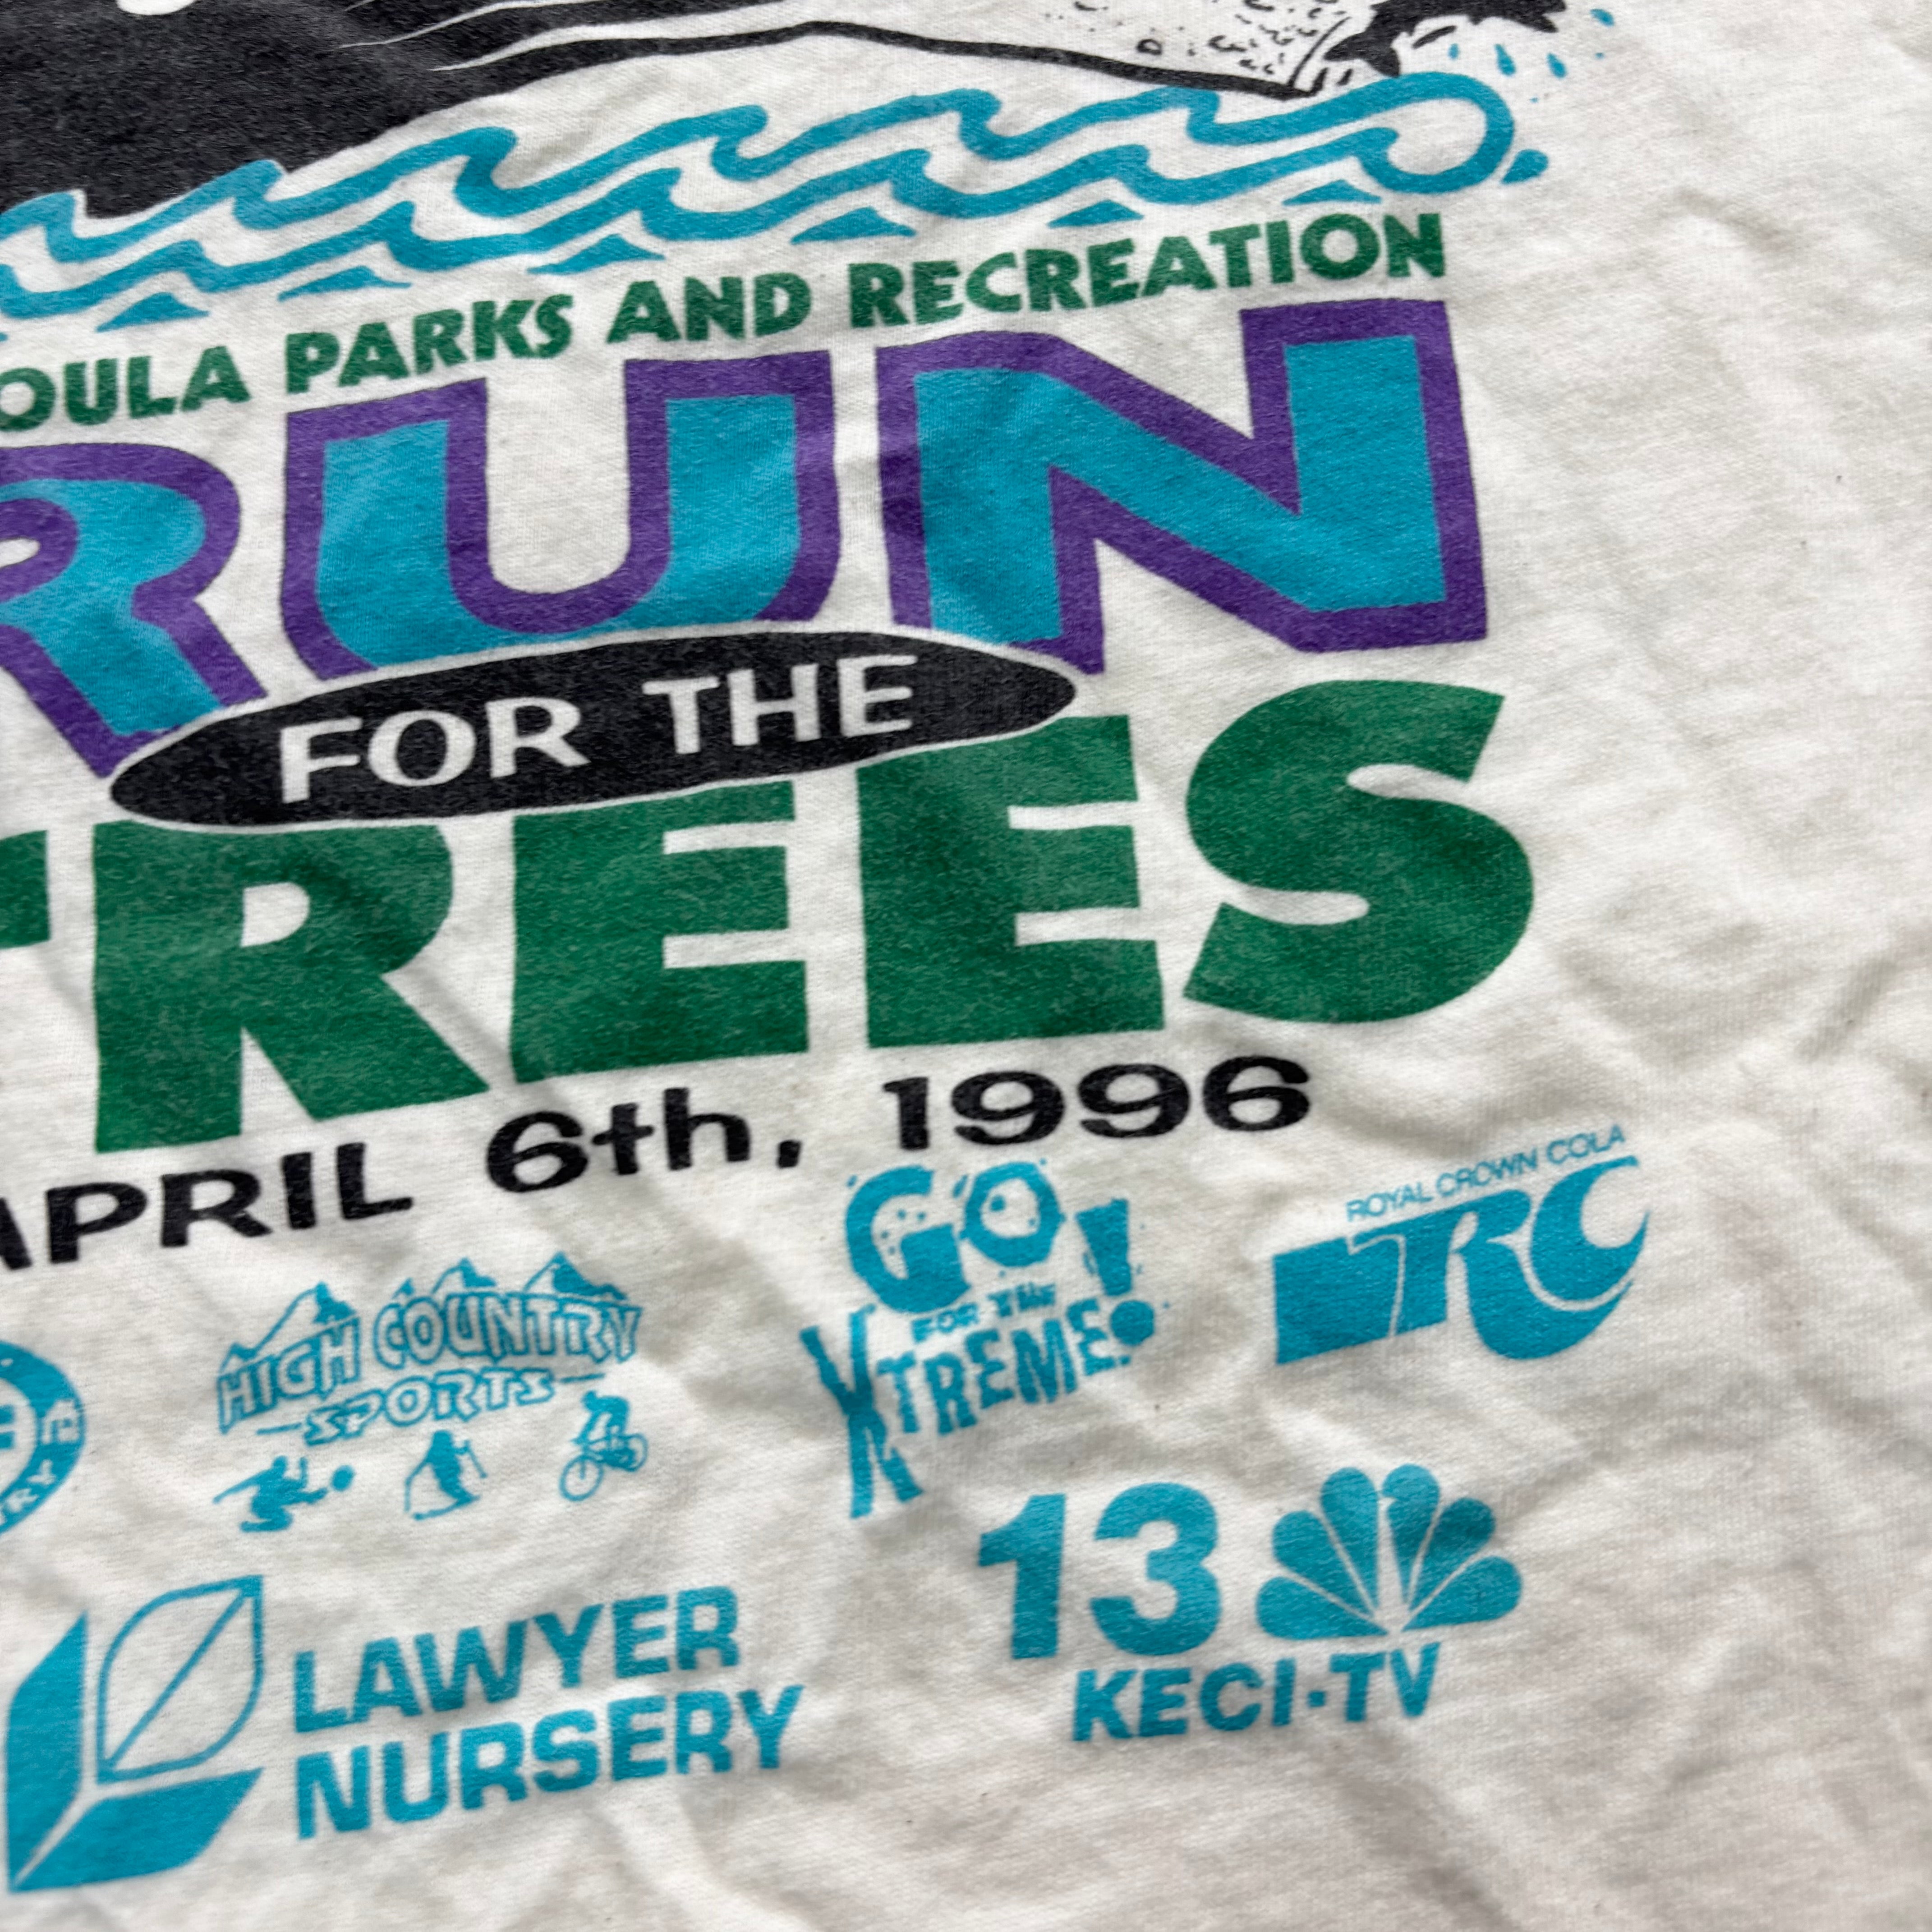 OULA PARKS AND RECREATION
RUN
FOR THE
TREES
APRIL 6th, 1996
HIGH COUNTRY
SPORTS
GO!
FOR THE
XTREME!
ROYAL CROWN COLA
RC
LAWYER
NURSERY
13
KECI-TV